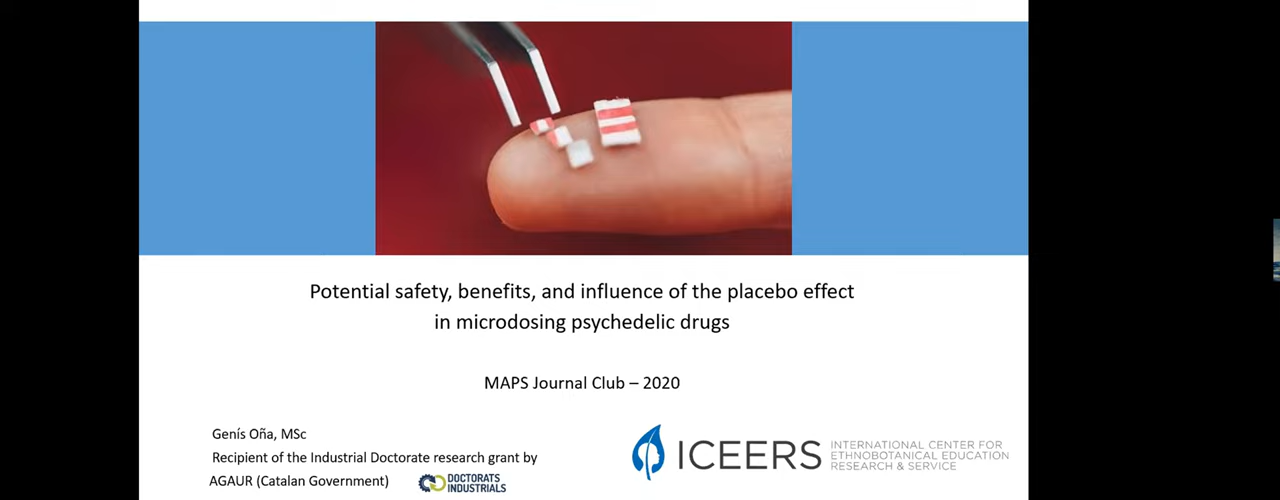 Potential safety, benefits, and influence of the placebo effect
in microdosing psychedelic drugs
MAPS Journal Club – 2020
Genís Oña, MSc
Recipient of the Industrial Doctorate research grant by
AGAUR (Catalan Government)
DOCTORATS
INDUSTRIALS
ICEERS
INTERNATIONAL CENTER FOR
ETHNOBOTANICAL EDUCATION
RESEARCH & SERVICE